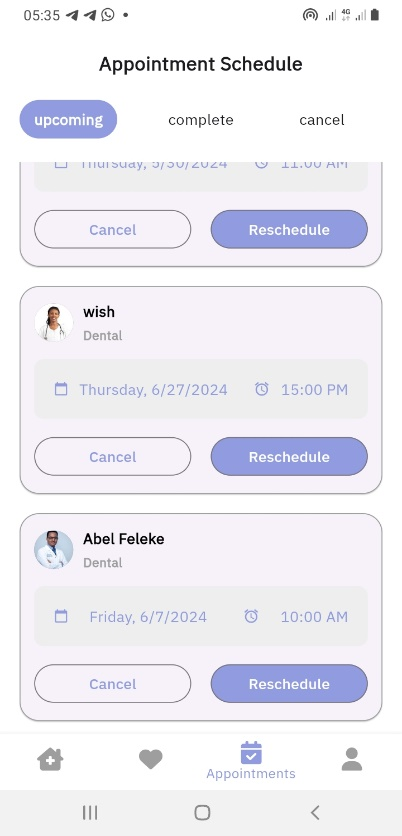 05:35
4G
Appointment Schedule
upcoming complete cancel
Thursday, 5/30/2024 11:00 AM
Cancel Reschedule
wish
Dental
Thursday, 6/27/2024 15:00 PM
Cancel Reschedule
Abel Feleke
Dental
Friday, 6/7/2024 10:00 AM
Cancel Reschedule
Appointments